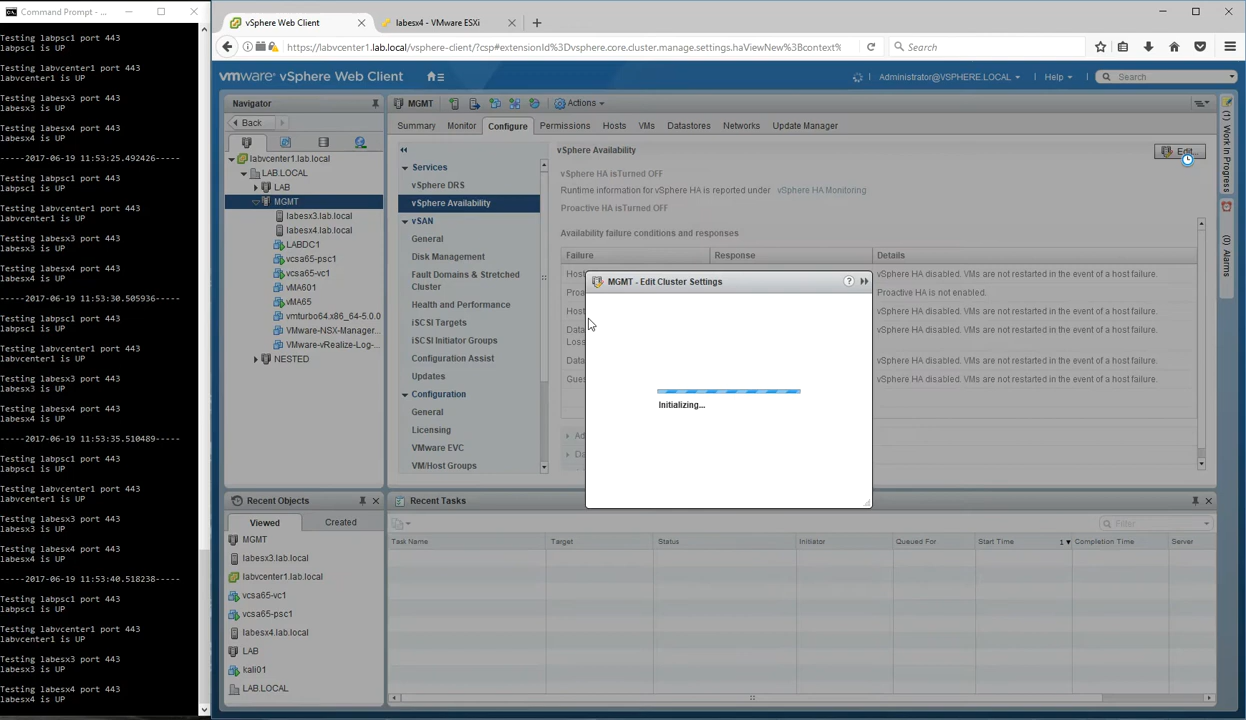 Command Prompt - ...
Testing labpsc1 port 443
labpsc1 is UP
Testing labvcenter1 port 443
labvcenter1 is UP
Testing labesx3 port 443
labesx3 is UP
Testing labesx4 port 443
labesx4 is UP
-----2017-06-19 11:53:25.492426-----
Testing labpsc1 port 443
labpsc1 is UP
Testing labvcenter1 port 443
labvcenter1 is UP
Testing labesx3 port 443
labesx3 is UP
Testing labesx4 port 443
labesx4 is UP
-----2017-06-19 11:53:30.505936-----
Testing labpsc1 port 443
labpsc1 is UP
Testing labvcenter1 port 443
labvcenter1 is UP
Testing labesx3 port 443
labesx3 is UP
Testing labesx4 port 443
labesx4 is UP
-----2017-06-19 11:53:35.510489-----
Testing labpsc1 port 443
labpsc1 is UP
Testing labvcenter1 port 443
labvcenter1 is UP
Testing labesx3 port 443
labesx3 is UP
Testing labesx4 port 443
labesx4 is UP
-----2017-06-19 11:53:40.518238-----
Testing labpsc1 port 443
labpsc1 is UP
Testing labvcenter1 port 443
labvcenter1 is UP
Testing labesx3 port 443
labesx3 is UP
Testing labesx4 port 443
labesx4 is UP
vSphere Web Client
labesx4 - VMware ESXi
https://labvcenter1.lab.local/vsphere-client/?csp#extensionId%3Dvsphere.core.cluster.manage.settings.haViewNew%3Bcontext%
Search
vmware vSphere Web Client
Administrator@VSPHERE.LOCAL
Help
Search
Navigator
Back
labvcenter1.lab.local
LAB.LOCAL
LAB
MGMT
labesx3.lab.local
labesx4.lab.local
LABDC1
vcsa65-psc1
vcsa65-vc1
vMA601
vMA65
vmturbo64.x86_64-5.0.0
VMware-NSX-Manager...
VMware-vRealize-Log-...
NESTED
MGMT
Actions
Summary
Monitor
Configure
Permissions
Hosts
VMs
Datastores
Networks
Update Manager
Services
vSphere DRS
vSphere Availability
vSAN
General
Disk Management
Fault Domains & Stretched
Cluster
Health and Performance
iSCSI Targets
iSCSI Initiator Groups
Configuration Assist
Updates
Configuration
General
Licensing
VMware EVC
VM/Host Groups
vSphere Availability
Edit...
vSphere HA isTurned OFF
Runtime information for vSphere HA is reported under vSphere HA Monitoring
Proactive HA isTurned OFF
Availability failure conditions and responses
Failure
Response
Details
Host
vSphere HA disabled. VMs are not restarted in the event of a host failure.
Proa
Proactive HA is not enabled.
Host
vSphere HA disabled. VMs are not restarted in the event of a host failure.
Data
Loss
vSphere HA disabled. VMs are not restarted in the event of a host failure.
Data
vSphere HA disabled. VMs are not restarted in the event of a host failure.
Gues
vSphere HA disabled. VMs are not restarted in the event of a host failure.
Ad
Da
MGMT - Edit Cluster Settings
Initializing...
(1) Work In Progress
(0) Alarms
Recent Objects
Viewed
Created
MGMT
labesx3.lab.local
labvcenter1.lab.local
vcsa65-vc1
vcsa65-psc1
labesx4.lab.local
LAB
kali01
LAB.LOCAL
Recent Tasks
Filter
Task Name
Target
Status
Initiator
Queued For
Start Time
1
Completion Time
Server